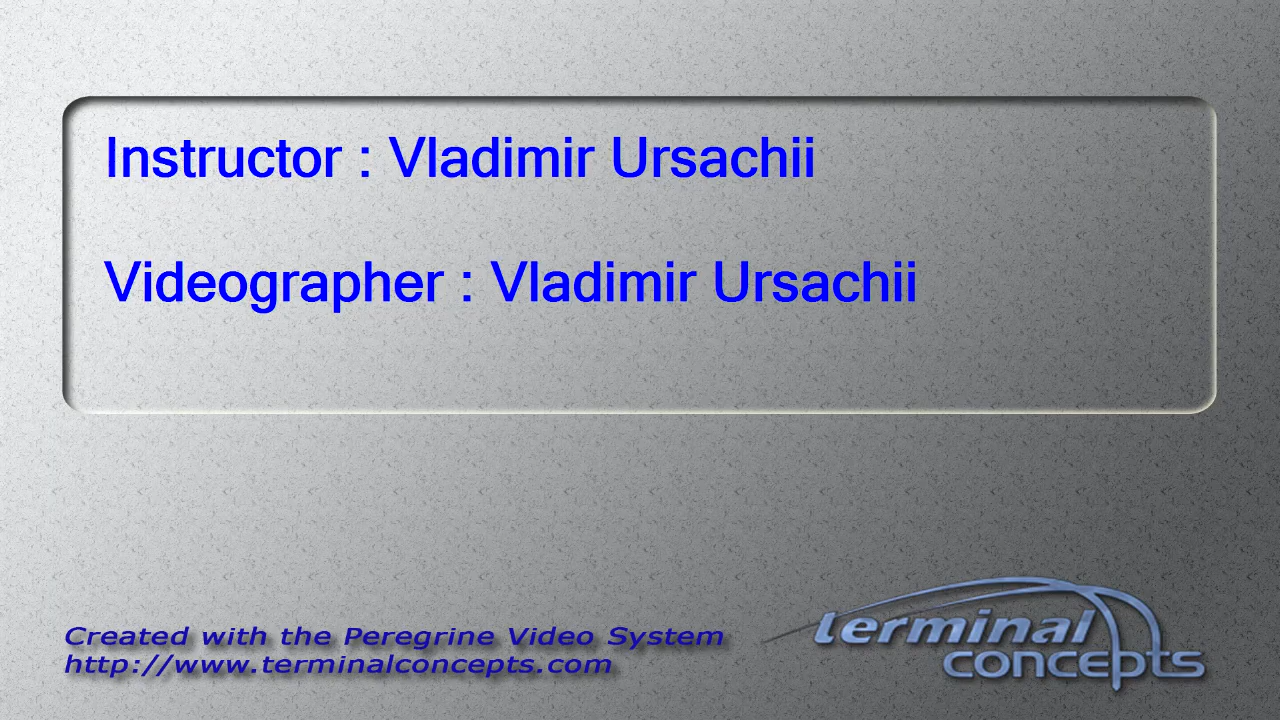 Instructor : Vladimir Ursachii
Videographer : Vladimir Ursachii
Created with the Peregrine Video System
http://www.terminalconcepts.com
terminal
concepts